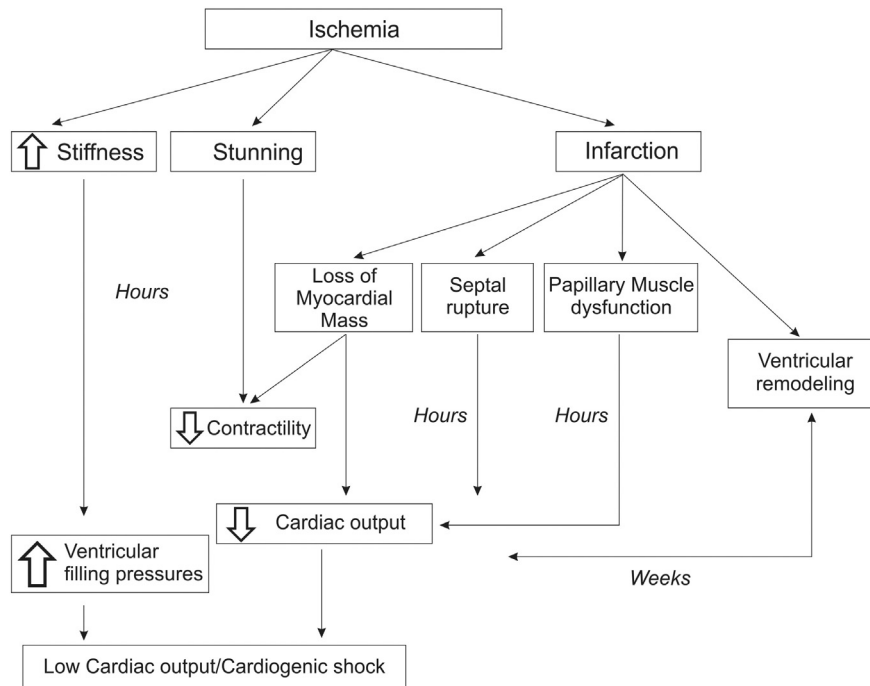 Ischemia
Stiffness
Stunning
Infarction
Hours
Loss of
Myocardial
Mass
Septal
rupture
Papillary Muscle
dysfunction
Ventricular
remodeling
Contractility
Hours
Hours
Cardiac output
Ventricular
filling pressures
Weeks
Low Cardiac output/Cardiogenic shock